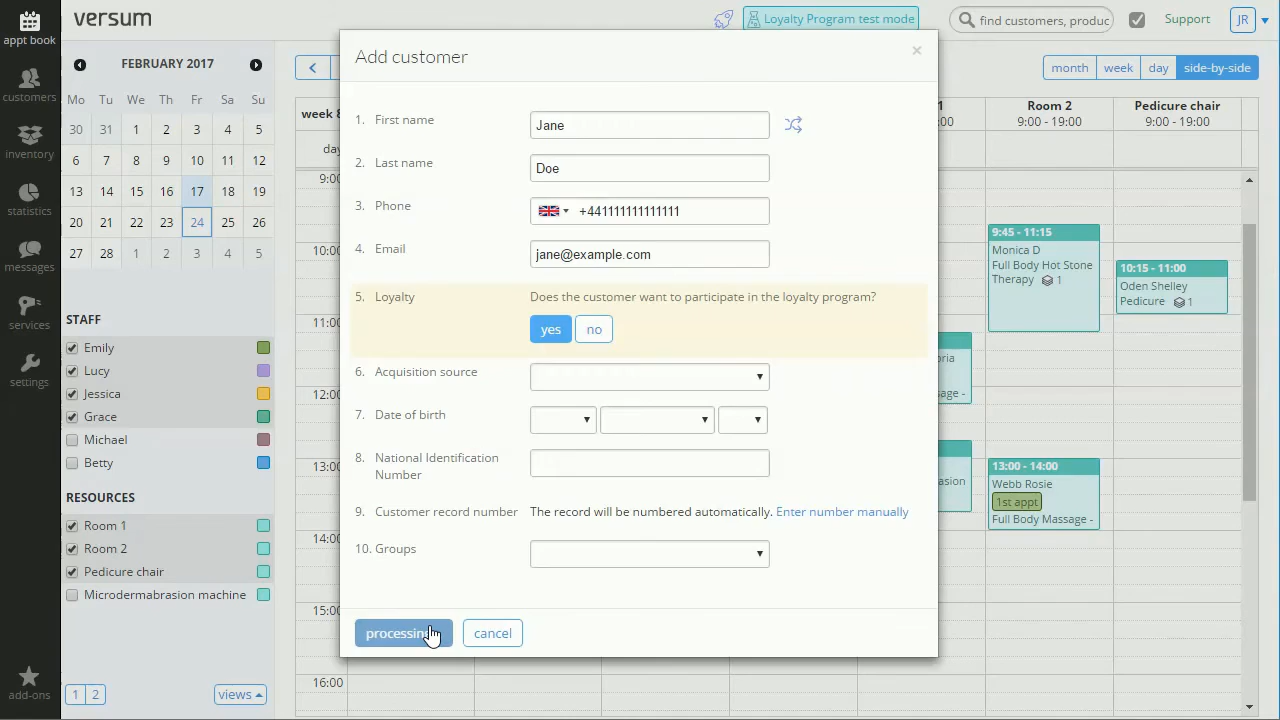 versum
Loyalty Program test mode
find customers, produc
Support
JR
appt book
customers
inventory
statistics
messages
services
settings
add-ons
FEBRUARY 2017
Mo Tu We Th Fr Sa Su
30 31 1 2 3 4 5
6 7 8 9 10 11 12
13 14 15 16 17 18 19
20 21 22 23 24 25 26
27 28 1 2 3 4 5
STAFF
Emily
Lucy
Jessica
Grace
Michael
Betty
RESOURCES
Room 1
Room 2
Pedicure chair
Microdermabrasion machine
1 2
views
Add customer
×
1. First name
Jane
2. Last name
Doe
3. Phone
+441111111111111
4. Email
jane@example.com
5. Loyalty
Does the customer want to participate in the loyalty program?
yes no
6. Acquisition source
7. Date of birth
8. National Identification
Number
9. Customer record number
The record will be numbered automatically. Enter number manually
10. Groups
cancel
month week day side-by-side
week 8
Room 2
9:00 - 19:00
Pedicure chair
9:00 - 19:00
9:00
10:00
11:00
12:00
13:00
14:00
15:00
16:00
9:45 - 11:15
Monica D
Full Body Hot Stone
Therapy 1
10:15 - 11:00
Oden Shelley
Pedicure 1
13:00 - 14:00
Webb Rosie
1st appt
Full Body Massage -